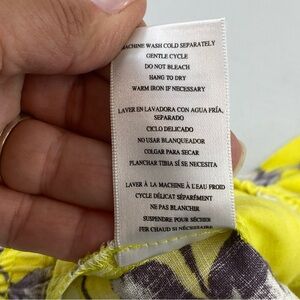 MACHINE WASH COLD SEPARATELY
GENTLE CYCLE
DO NOT BLEACH
HANG TO DRY
WARM IRON IF NECESSARY
LAVER EN LAVADORA CON AGUA FRÍA,
SEPARADO
CICLO DELICADO
NO USAR BLANQUEADOR
COLGAR PARA SECAR
PLANCHAR TIBIA SÍ SE NECESITA
LAVER À LA MACHINE À L'EAU FROID
CYCLE DÉLICAT SÉPARÉMENT
NE PAS BLANCHIR
SUSPENDRE POUR SÉCHER
FER CHAUD SI NÉCESSAIRE